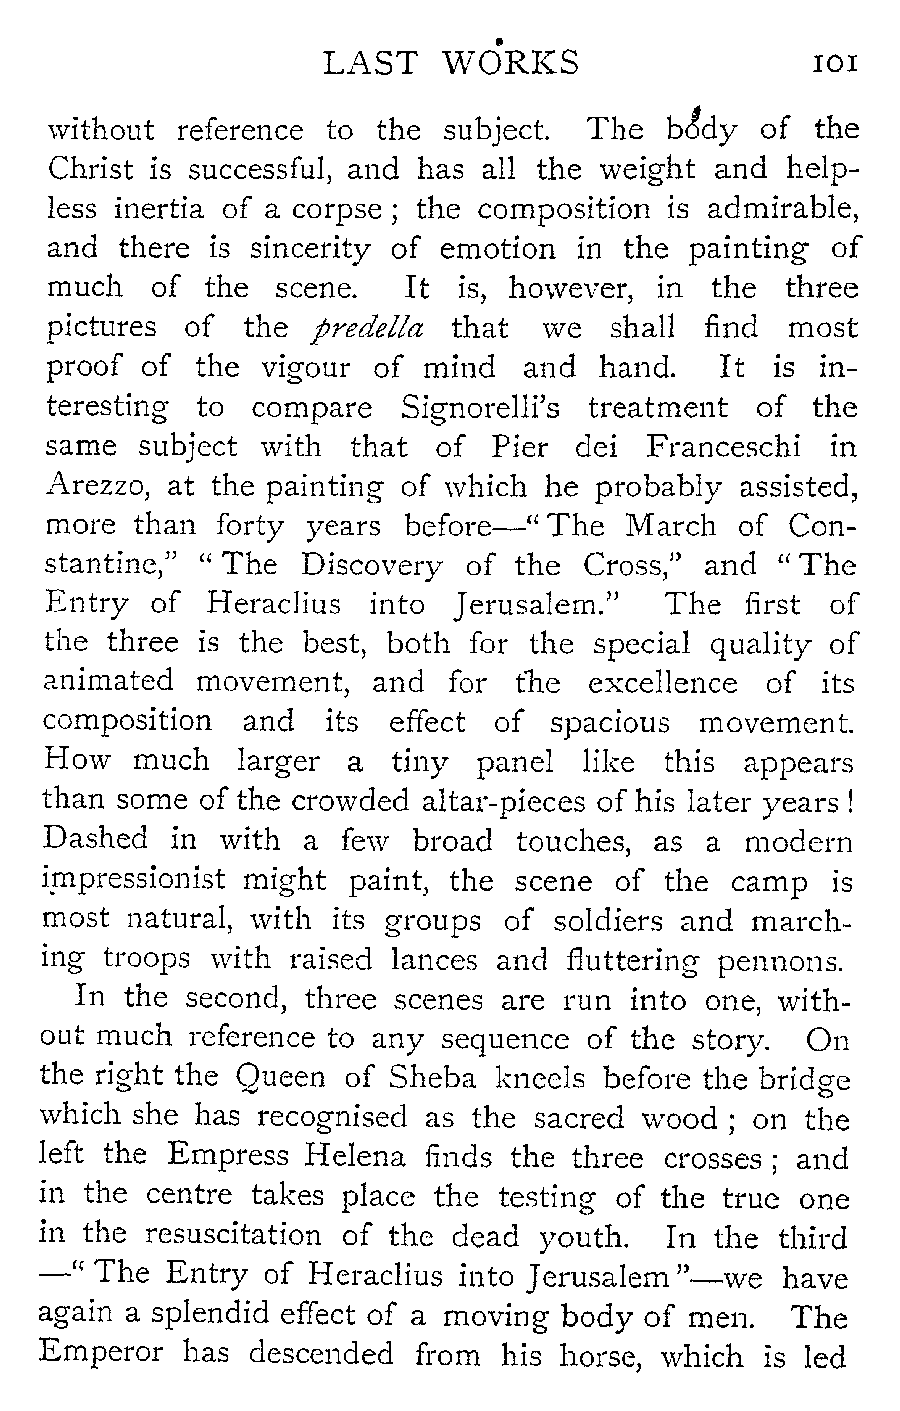 LAST WORKS 101
without reference to the subject. The body of the
Christ is successful, and has all the weight and help-
less inertia of a corpse ; the composition is admirable,
and there is sincerity of emotion in the painting of
much of the scene. It is, however, in the three
pictures of the predella that we shall find most
proof of the vigour of mind and hand. It is in-
teresting to compare Signorelli's treatment of the
same subject with that of Pier dei Franceschi in
Arezzo, at the painting of which he probably assisted,
more than forty years before—“ The March of Con-
stantine,” “ The Discovery of the Cross,” and “ The
Entry of Heraclius into Jerusalem.” The first of
the three is the best, both for the special quality of
animated movement, and for the excellence of its
composition and its effect of spacious movement.
How much larger a tiny panel like this appears
than some of the crowded altar-pieces of his later years !
Dashed in with a few broad touches, as a modern
impressionist might paint, the scene of the camp is
most natural, with its groups of soldiers and march-
ing troops with raised lances and fluttering pennons.
In the second, three scenes are run into one, with-
out much reference to any sequence of the story. On
the right the Queen of Sheba kneels before the bridge
which she has recognised as the sacred wood ; on the
left the Empress Helena finds the three crosses ; and
in the centre takes place the testing of the true one
in the resuscitation of the dead youth. In the third
—“ The Entry of Heraclius into Jerusalem ”—we have
again a splendid effect of a moving body of men. The
Emperor has descended from his horse, which is led